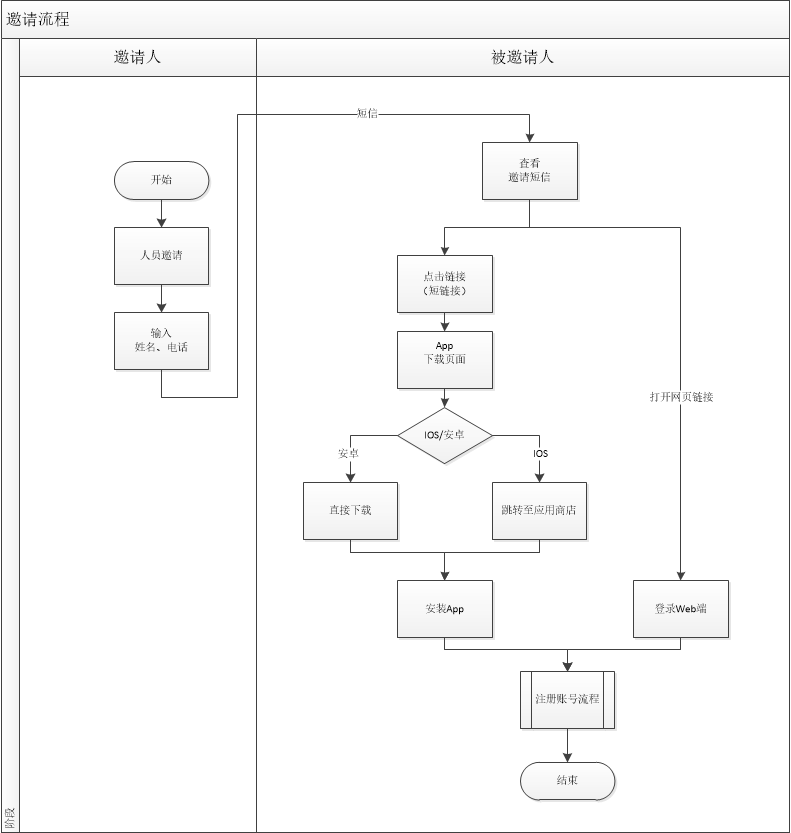 邀请流程
邀请人
被邀请人
短信
开始
人员邀请
输入
姓名、电话
查看
邀请短信
点击链接
（短链接）
App
下载页面
打开网页链接
IOS/安卓
安卓
IOS
直接下载
跳转至应用商店
安装App
登录Web端
注册账号流程
结束
阶段